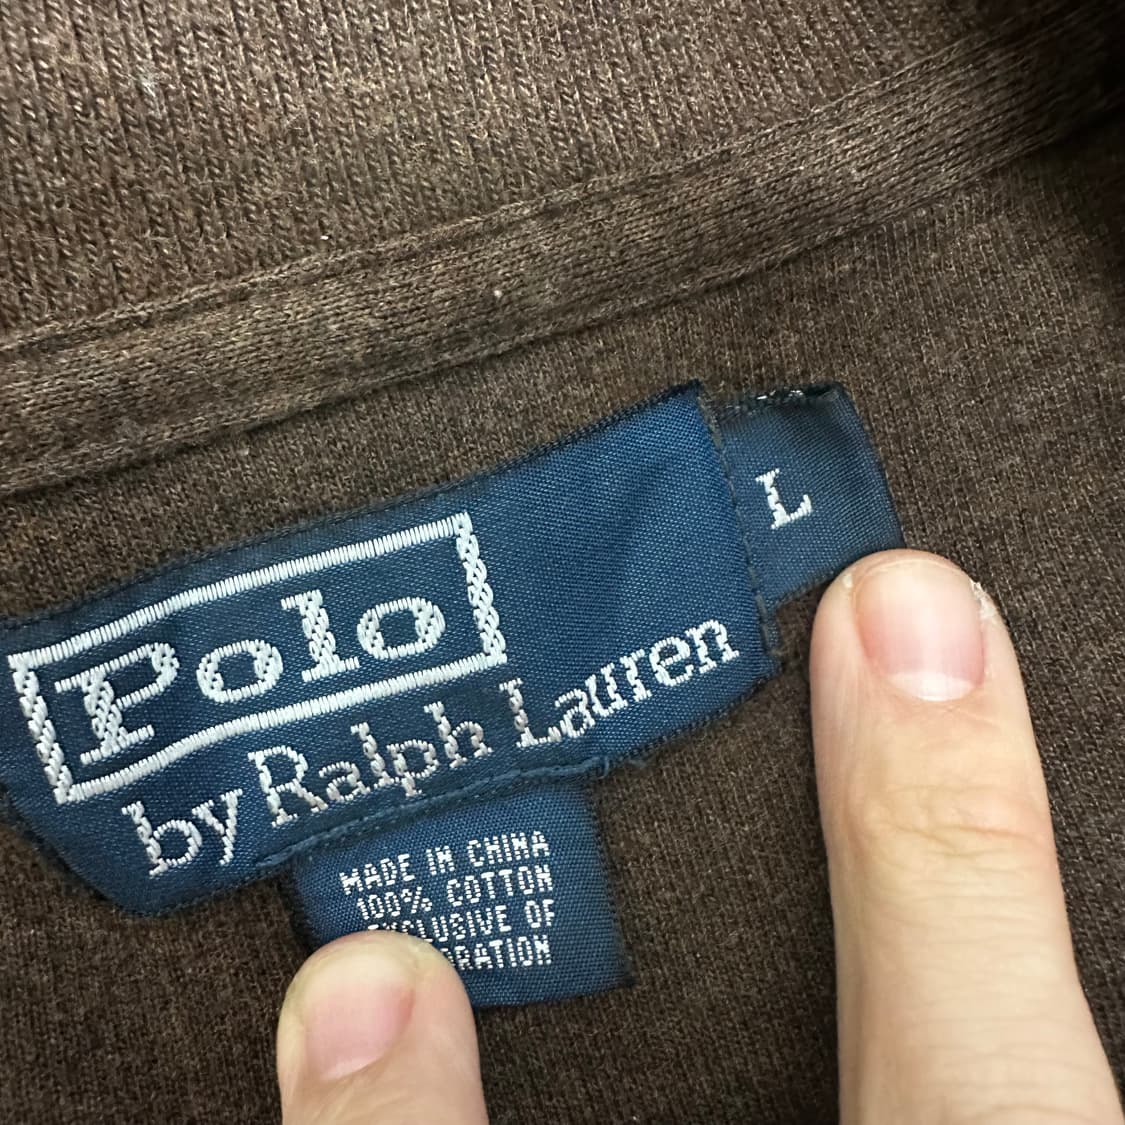 Polo
by Ralph Lauren
L
MADE IN CHINA
100% COTTON
OF